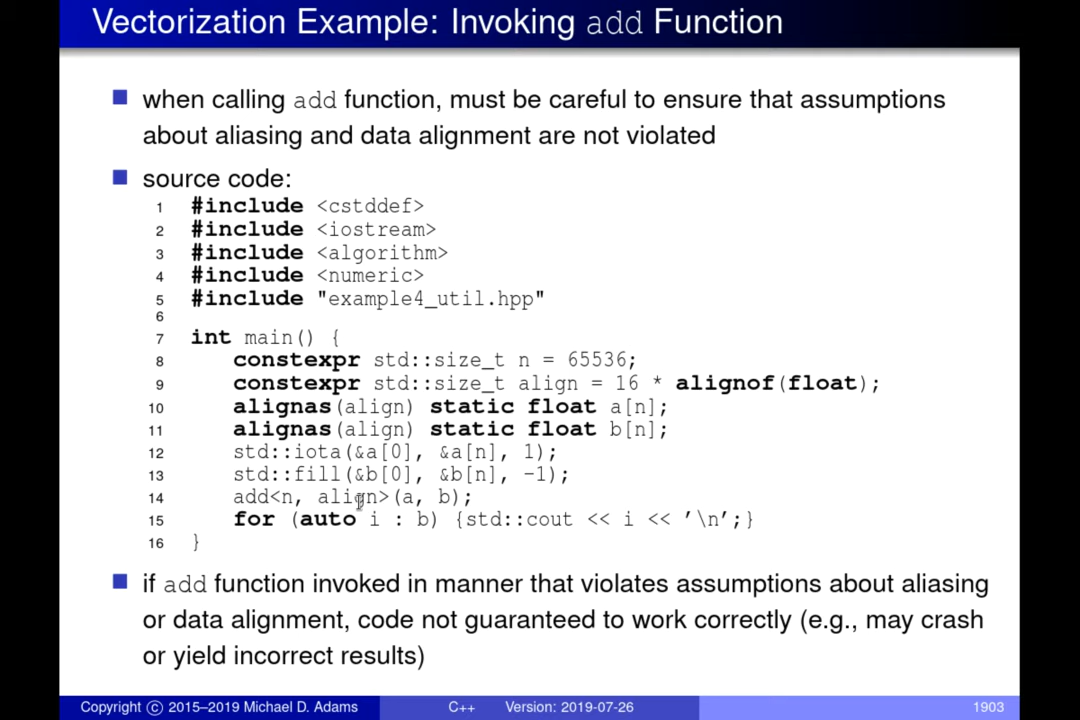 Vectorization Example: Invoking add Function
when calling add function, must be careful to ensure that assumptions
about aliasing and data alignment are not violated
source code:
1 #include <cstddef>
2 #include <iostream>
3 #include <algorithm>
4 #include <numeric>
5 #include "example4_util.hpp"
6
7 int main() {
8 constexpr std::size_t n = 65536;
9 constexpr std::size_t align = 16 * alignof(float);
10 alignas(align) static float a[n];
11 alignas(align) static float b[n];
12 std::iota(&a[0], &a[n], 1);
13 std::fill(&b[0], &b[n], -1);
14 add<n, align>(a, b);
15 for (auto i : b) {std::cout << i << '\n';}
16 }
if add function invoked in manner that violates assumptions about aliasing
or data alignment, code not guaranteed to work correctly (e.g., may crash
or yield incorrect results)
Copyright © 2015–2019 Michael D. Adams C++ Version: 2019-07-26 1903